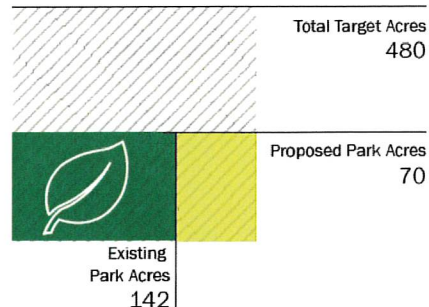 Total Target Acres
480
Proposed Park Acres
70
Existing
Park Acres
142